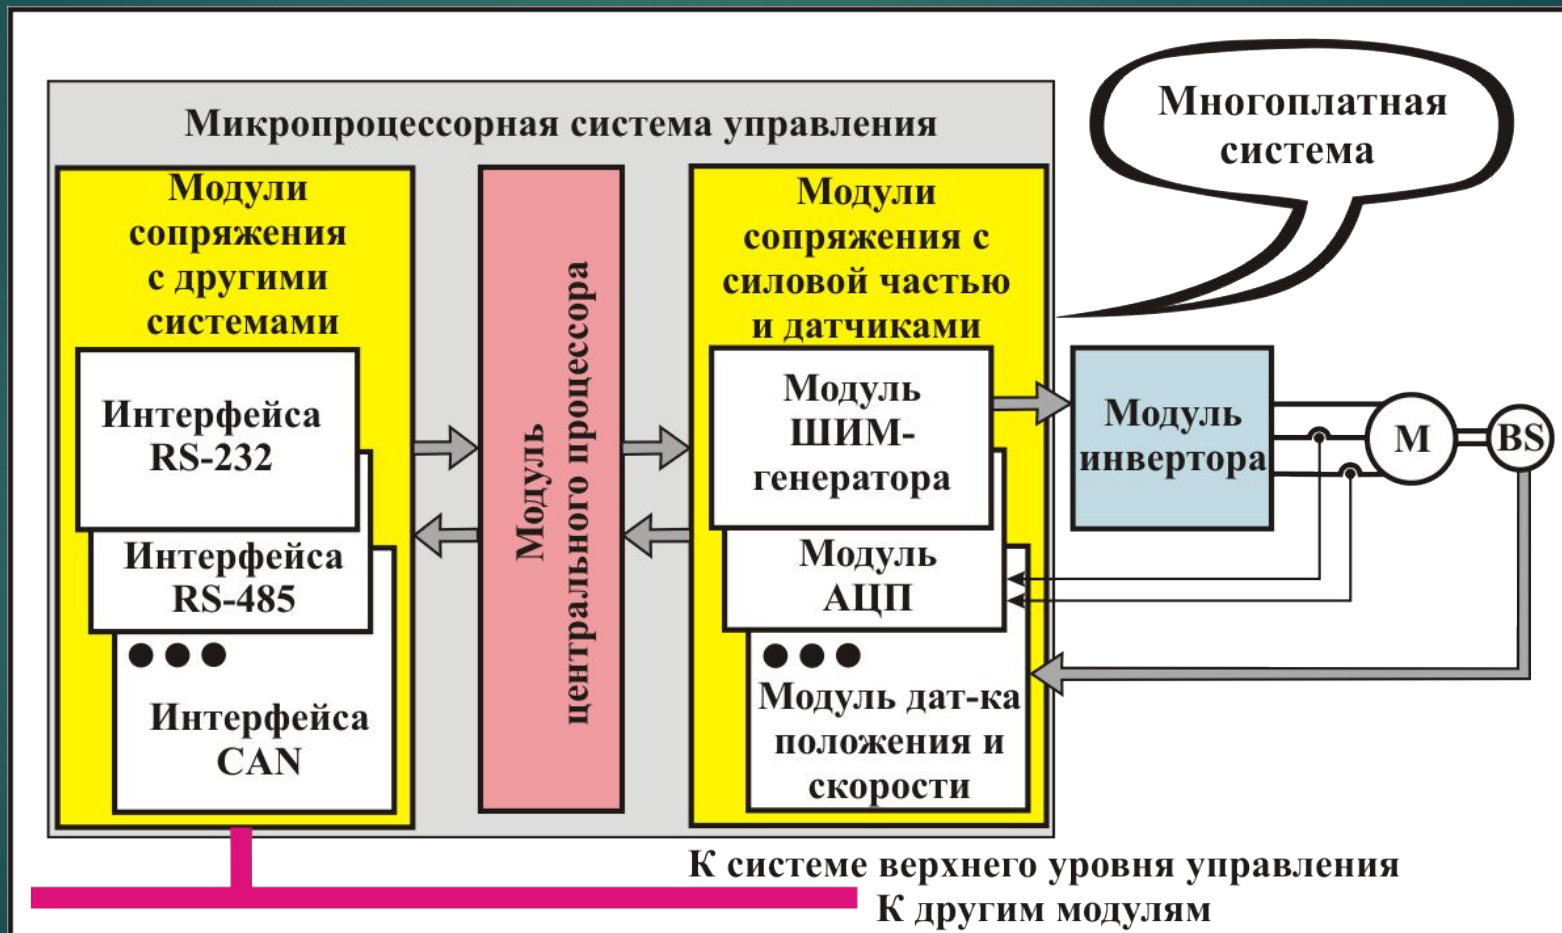 Многоплатная
система
Микропроцессорная система управления
Модули
сопряжения
с другими
системами
Интерфейса
RS-232
Интерфейса
RS-485
Интерфейса
CAN
Модуль
центрального процессора
Модули
сопряжения с
силовой частью
и датчиками
Модуль
ШИМ-
генератора
Модуль
АЦП
Модуль дат-ка
положения и
скорости
Модуль
инвертора
М
BS
К системе верхнего уровня управления
К другим модулям